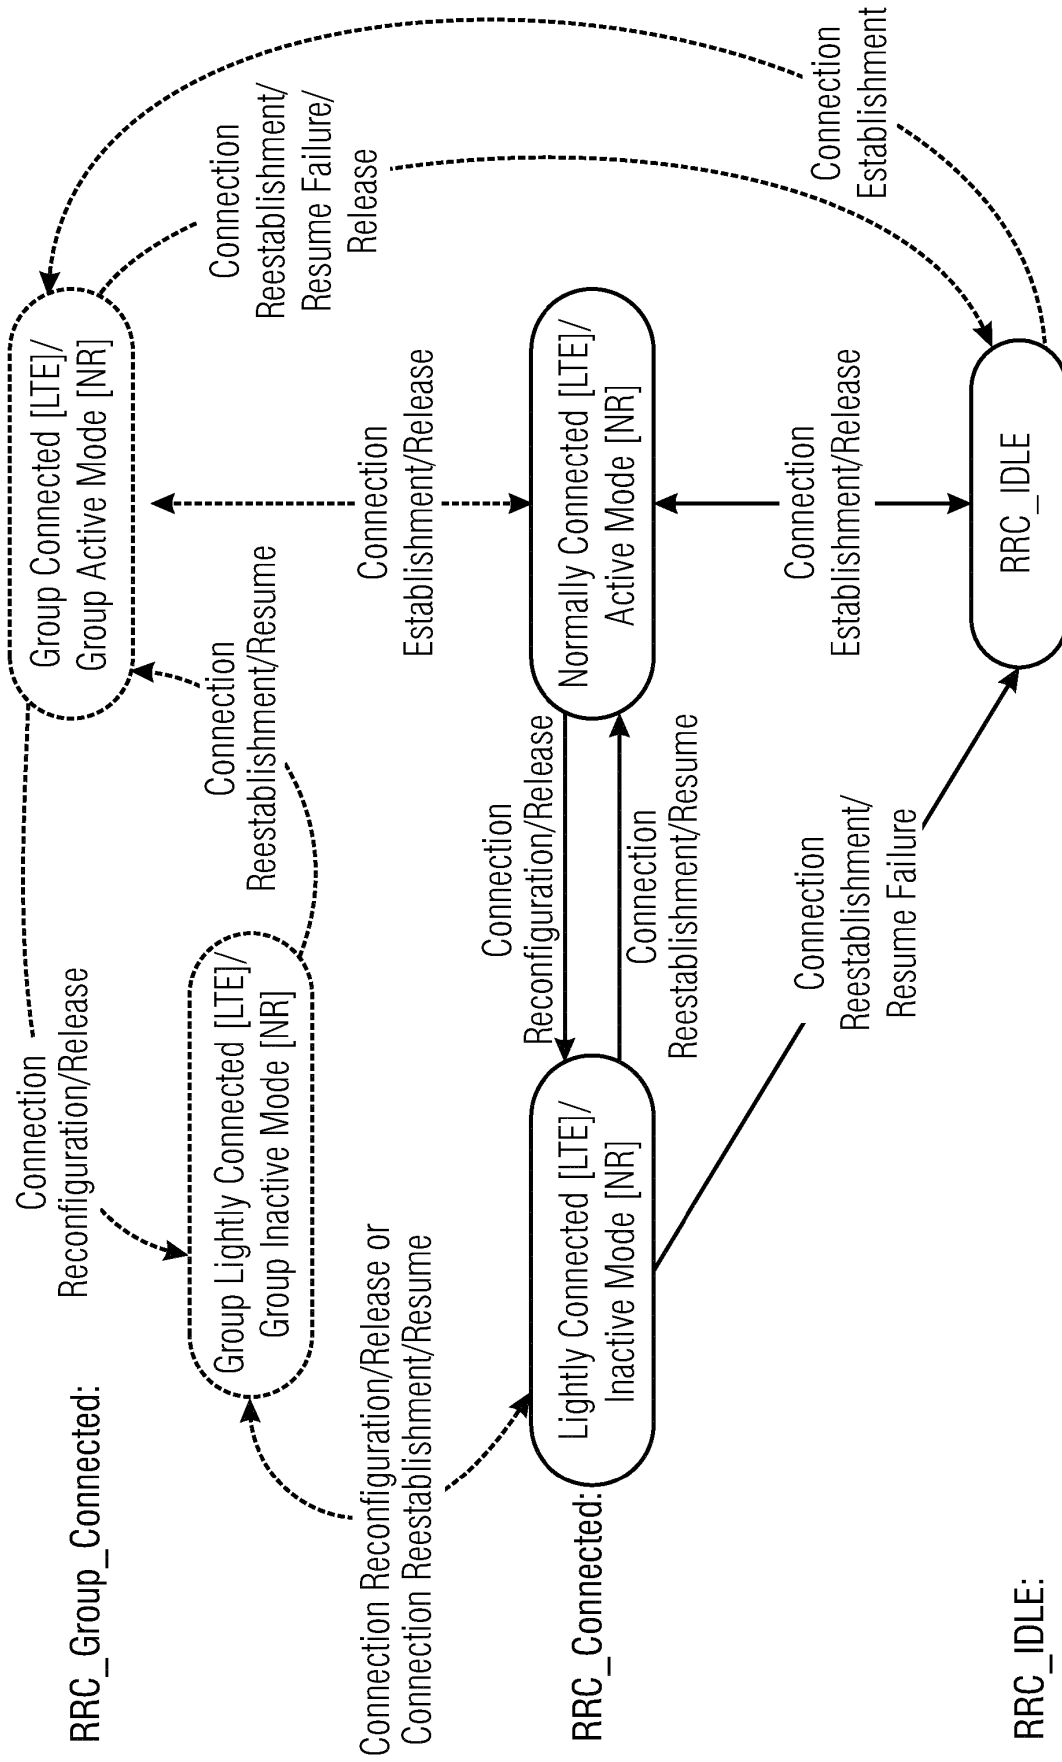 RRC_Group_Connected:
Group Connected [LTE]/
Group Active Mode [NR]
Connection
Reconfiguration/Release
Group Lightly Connected [LTE]/
Group Inactive Mode [NR]
Connection
Reestablishment/Resume
Connection
Reestablishment/
Resume Failure/
Release
Connection Reconfiguration/Release or
Connection Reestablishment/Resume
Connection
Establishment/Release
RRC_Connected:
Lightly Connected [LTE]/
Inactive Mode [NR]
Connection
Reconfiguration/Release
Connection
Reestablishment/Resume
Normally Connected [LTE]/
Active Mode [NR]
Connection
Reestablishment/
Resume Failure
Connection
Establishment/Release
Connection
Establishment
RRC_IDLE:
RRC_IDLE